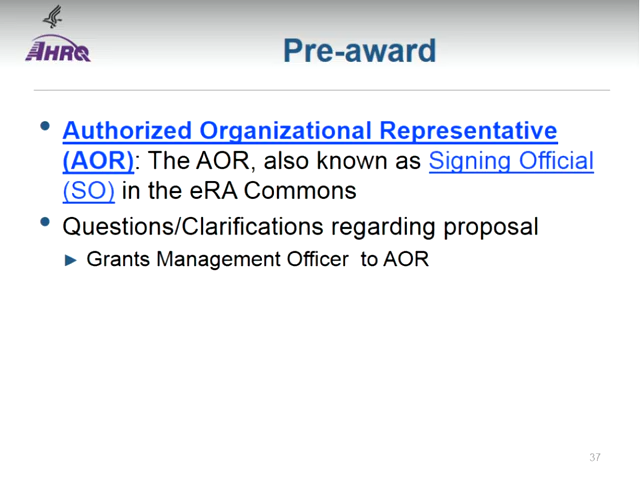 AHRQ
Pre-award
• Authorized Organizational Representative
(AOR): The AOR, also known as Signing Official
(SO) in the eRA Commons
• Questions/Clarifications regarding proposal
► Grants Management Officer  to AOR
37